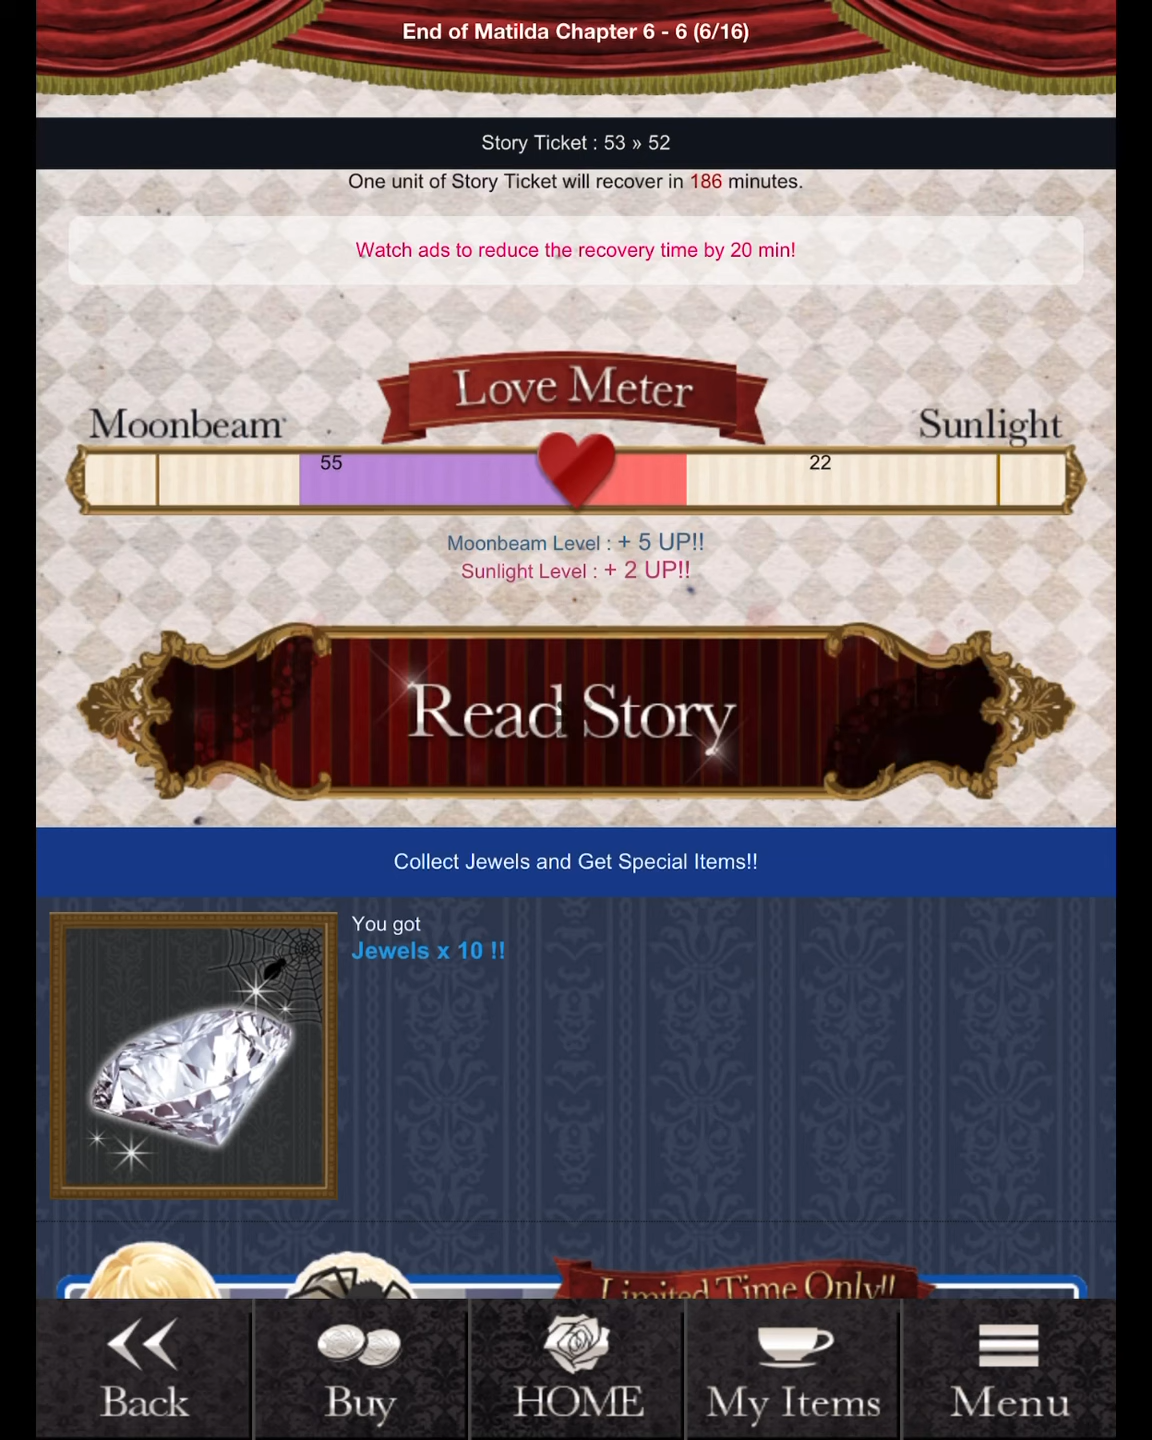 End of Matilda Chapter 6 - 6 (6/16)
Story Ticket : 53 » 52
One unit of Story Ticket will recover in 186 minutes.
Watch ads to reduce the recovery time by 20 min!
Love Meter
Moonbeam
Sunlight
55
22
Moonbeam Level : + 5 UP!!
Sunlight Level : + 2 UP!!
Read Story
Collect Jewels and Get Special Items!!
You got
Jewels x 10 !!
Limited Time Only!!
Back
Buy
HOME
My Items
Menu